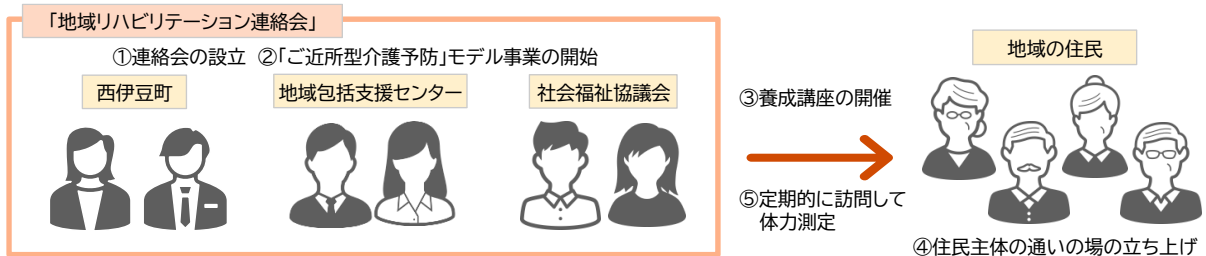 「地域リハビリテーション連絡会」
①連絡会の設立 ②「ご近所型介護予防」モデル事業の開始
西伊豆町
地域包括支援センター
社会福祉協議会
③養成講座の開催
⑤定期的に訪問して
体力測定
地域の住民
④住民主体の通いの場の立ち上げ